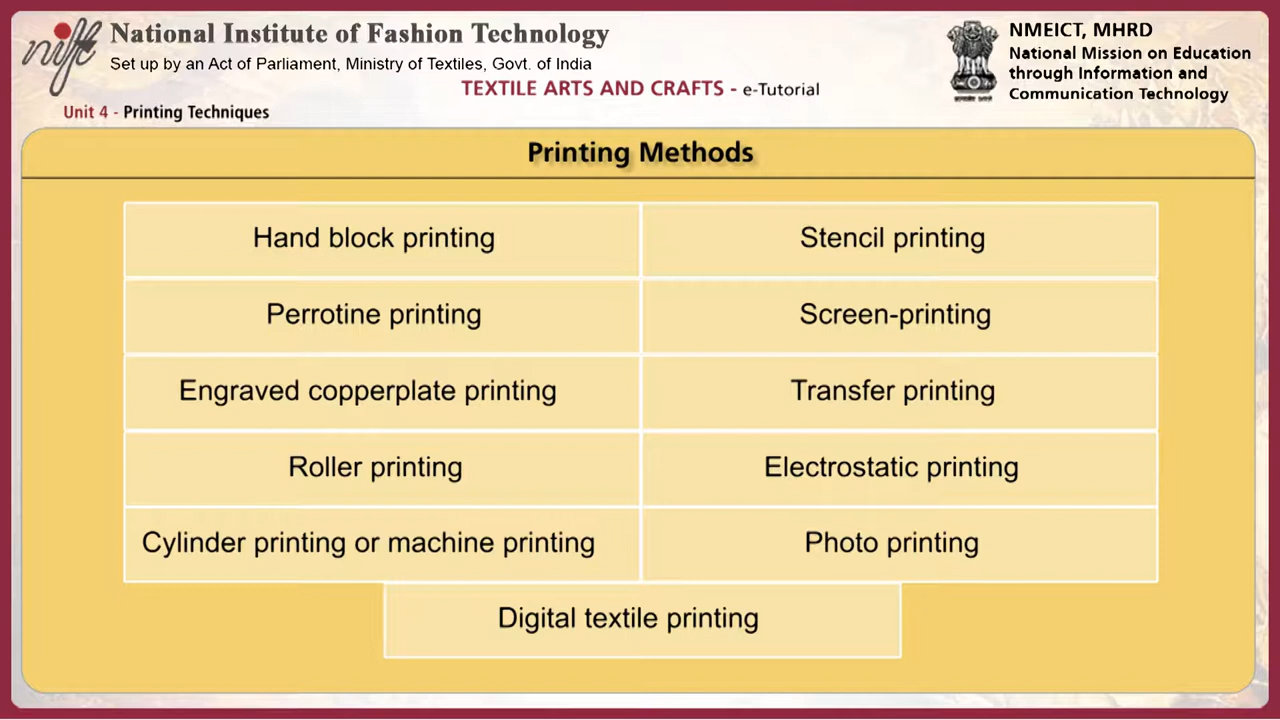 nift
National Institute of Fashion Technology
Set up by an Act of Parliament, Ministry of Textiles, Govt. of India
NMEICT, MHRD
National Mission on Education
through Information and
Communication Technology
TEXTILE ARTS AND CRAFTS - e-Tutorial
Unit 4 - Printing Techniques
Printing Methods
Hand block printing
Stencil printing
Perrotine printing
Screen-printing
Engraved copperplate printing
Transfer printing
Roller printing
Electrostatic printing
Cylinder printing or machine printing
Photo printing
Digital textile printing